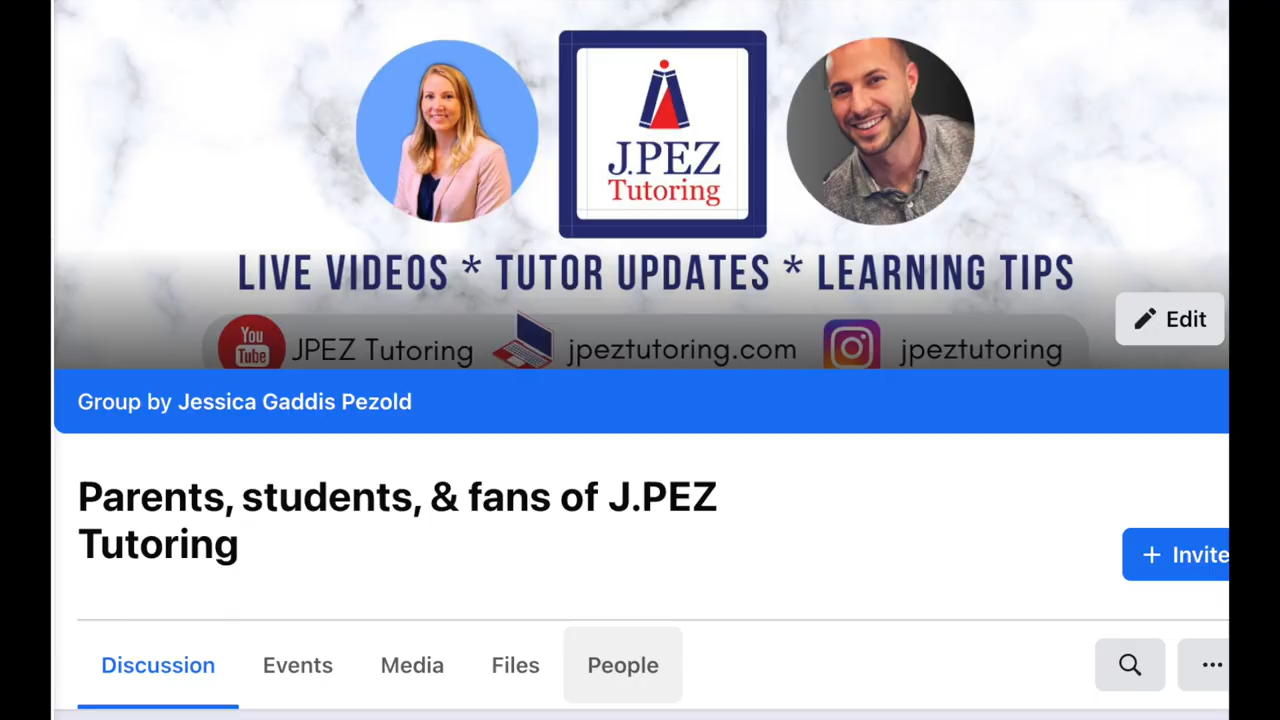 J.PEZ
Tutoring
LIVE VIDEOS * TUTOR UPDATES * LEARNING TIPS
You
Tube
JPEZ Tutoring
jpeztutoring.com
jpeztutoring
Edit
Group by Jessica Gaddis Pezold
Parents, students, & fans of J.PEZ
Tutoring
+ Invite
Discussion
Events
Media
Files
People